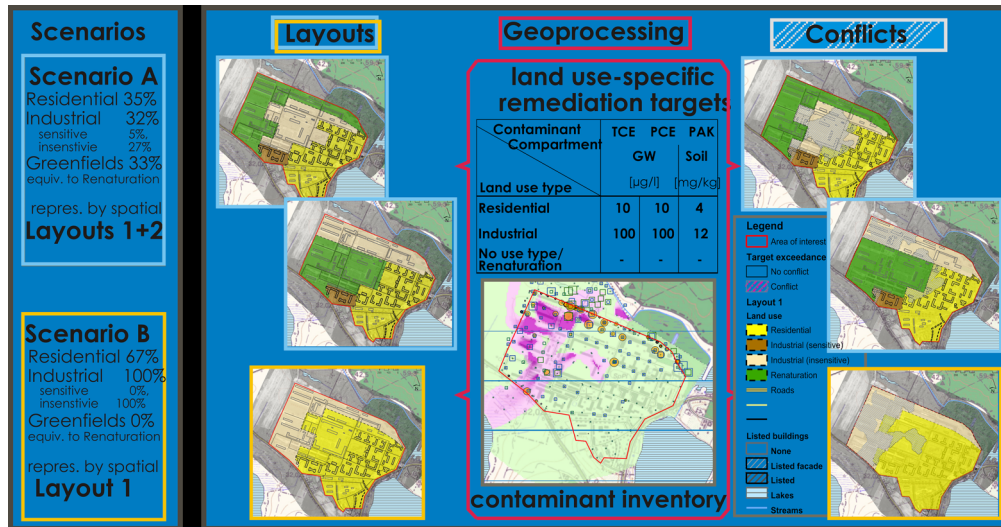 Scenarios
Scenario A
Residential 35%
Industrial 32%
sensitive 5%,
insenstivie 27%
Greenfields 33%
equiv. to Renaturation
repres. by spatial
Layouts 1+2
Scenario B
Residential 67%
Industrial 100%
sensitive 0%,
insenstivie 100%
Greenfields 0%
equiv. to Renaturation
repres. by spatial
Layout 1
Layouts
Geoprocessing
land use-specific
remediation targets
Contaminant
Compartment
TCE PCE PAK
GW Soil
Land use type
[µg/l] [mg/kg]
Residential 10 10 4
Industrial 100 100 12
No use type/
Renaturation - - -
contaminant inventory
Conflicts
Legend
Area of interest
Target exceedance
No conflict
Conflict
Layout 1
Land use
Residential
Industrial (sensitive)
Industrial (insensitive)
Renaturation
Roads
Listed buildings
None
Listed facade
Listed
Lakes
Streams